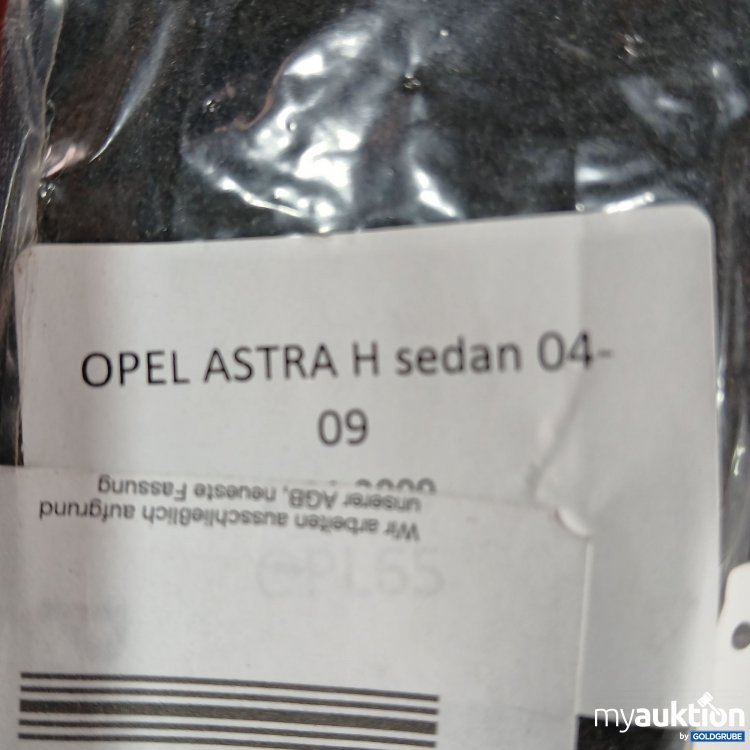 OPEL ASTRA H sedan 04-
09
Wir arbeiten ausschließlich aufgrund
unserer AGB, neueste Fassung
myauktion
by GOLDGRUBE